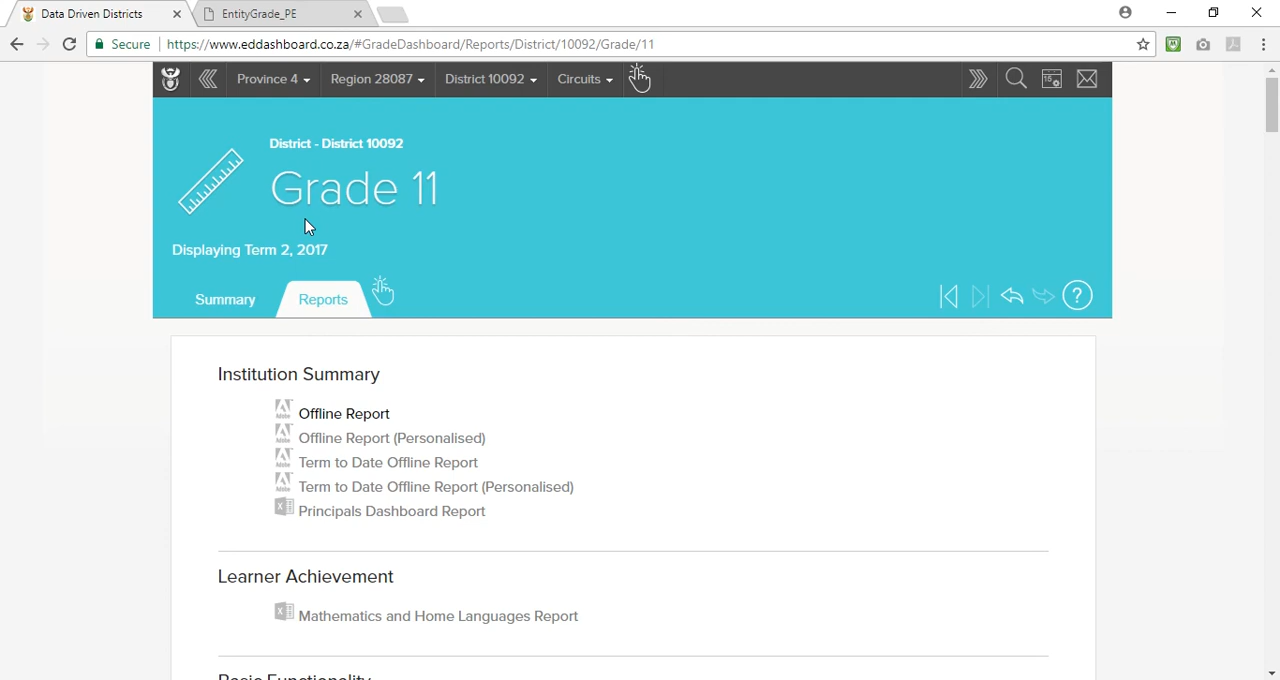 Data Driven Districts
EntityGrade_PE
Secure
https://www.eddashboard.co.za/#GradeDashboard/Reports/District/10092/Grade/11
Province 4
Region 28087
District 10092
Circuits
District - District 10092
Grade 11
Displaying Term 2, 2017
Summary
Reports
?
Institution Summary
Offline Report
Offline Report (Personalised)
Term to Date Offline Report
Term to Date Offline Report (Personalised)
Principals Dashboard Report
Learner Achievement
Mathematics and Home Languages Report
Basic Functionality